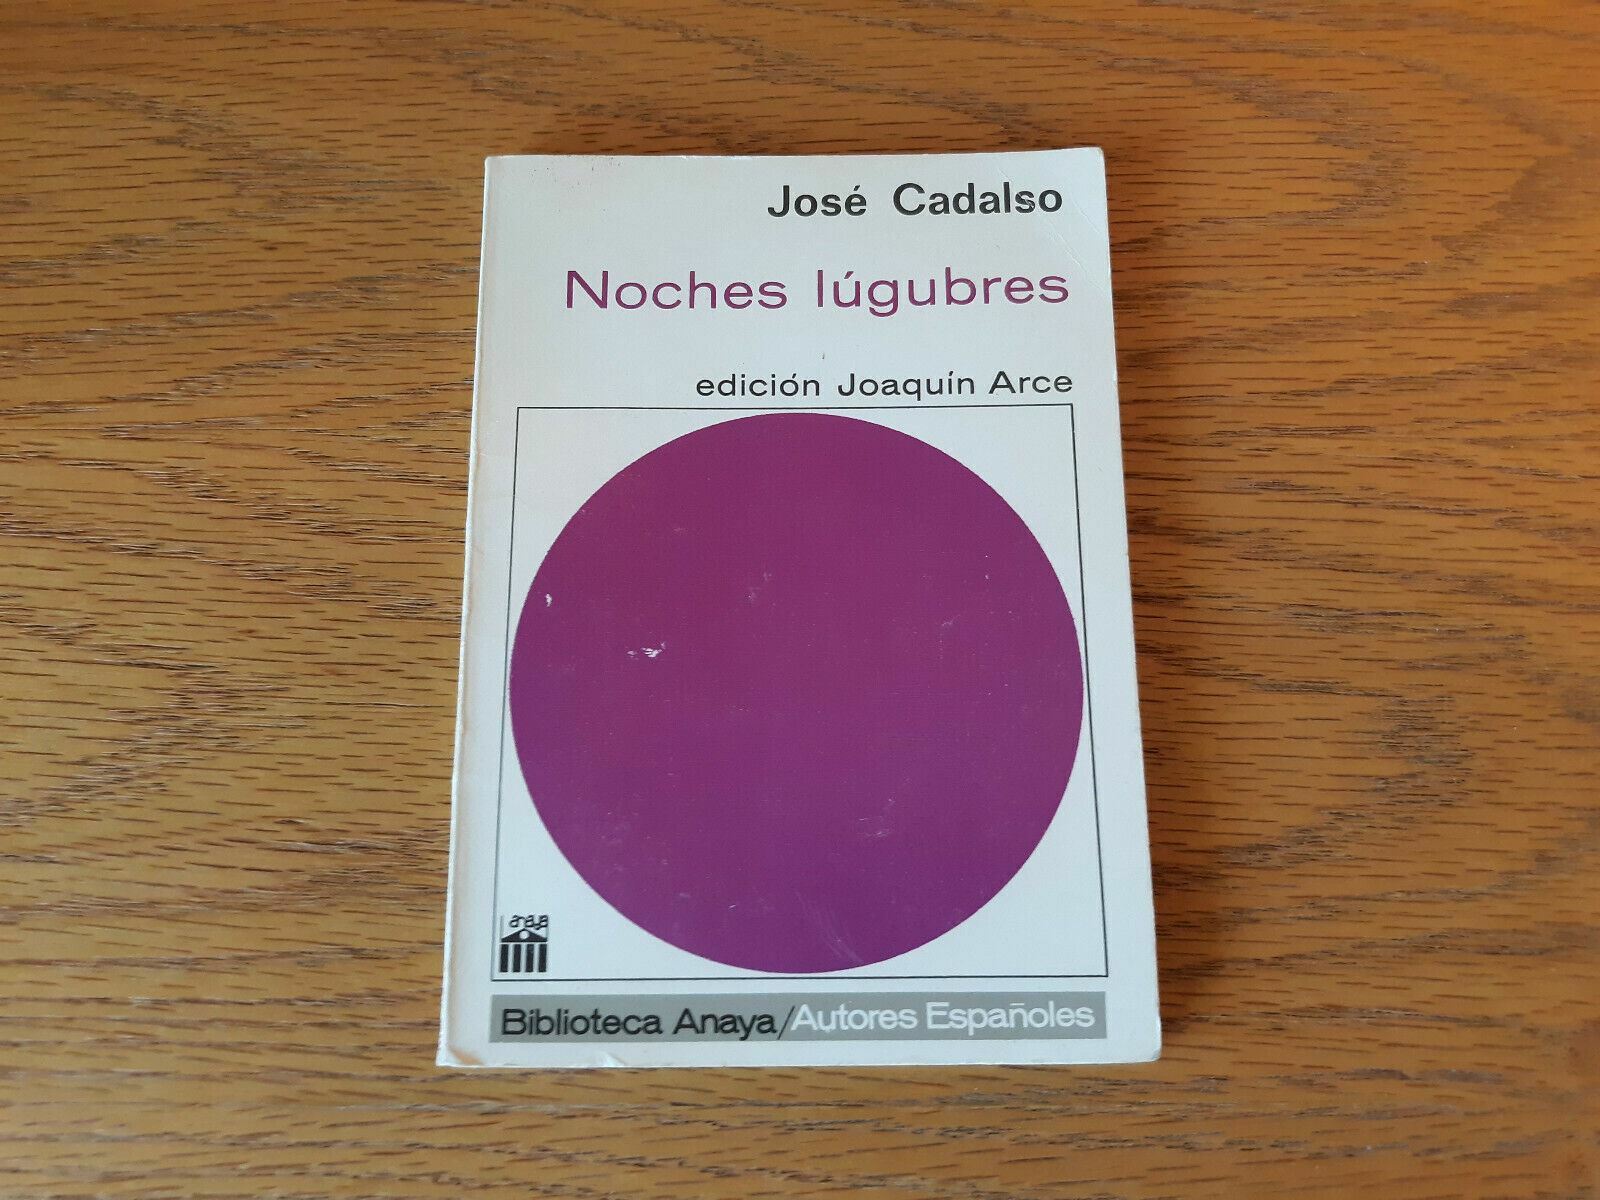 José Cadalso
Noches lúgubres
edición Joaquín Arce
anaya
Biblioteca Anaya/Autores Españoles